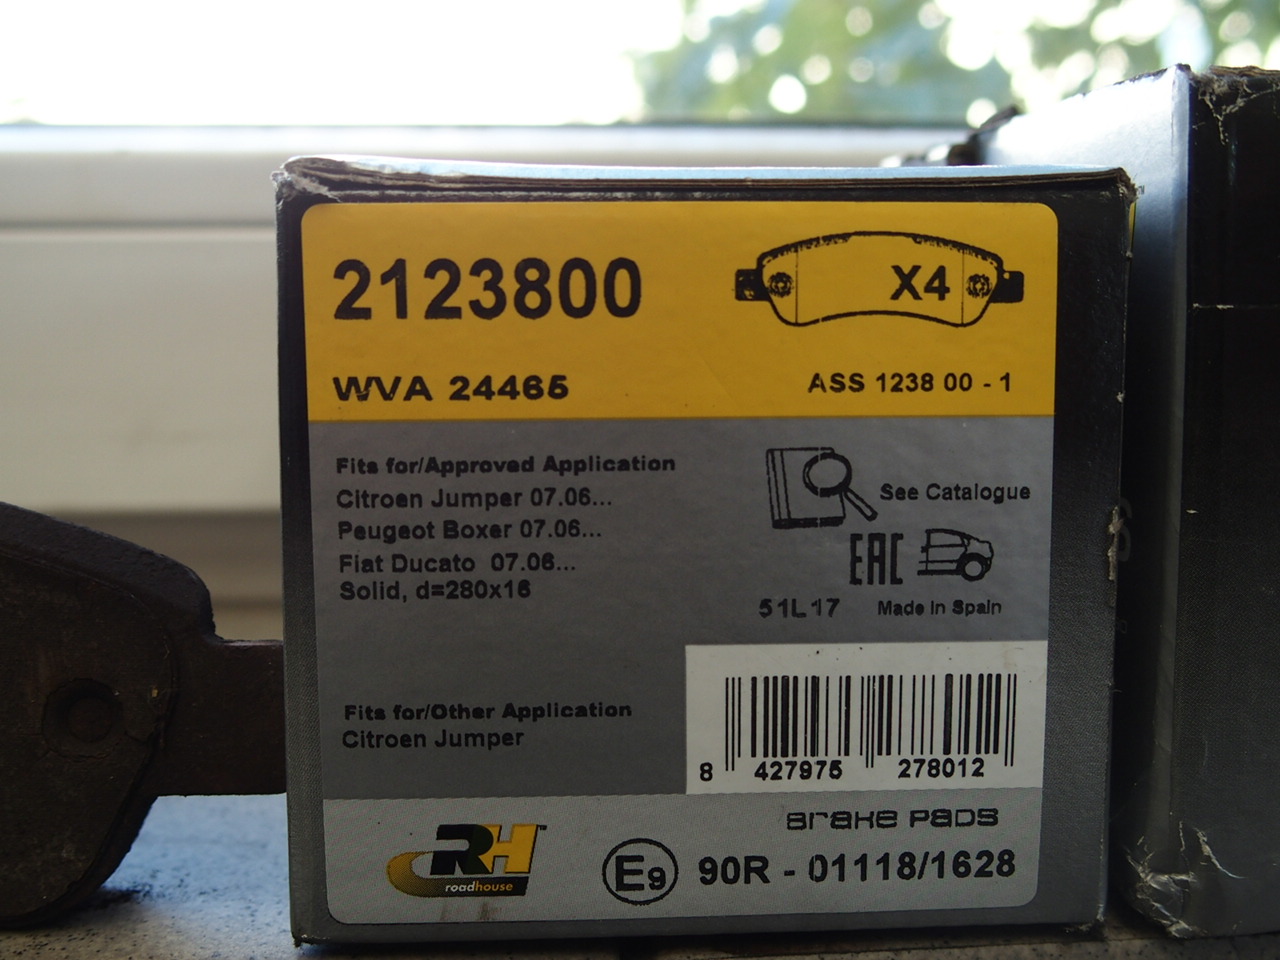 2123800
X4
WVA 24465
ASS 1238 00 - 1
Fits for/Approved Application
Citroen Jumper 07.06...
Peugeot Boxer 07.06...
Fiat Ducato 07.06...
Solid, d=280x16
See Catalogue
EAC
51L17
Made in Spain
Fits for/Other Application
Citroen Jumper
8 427975 278012
Brake Pads
RH™
roadhouse
E9
90R - 01118/1628